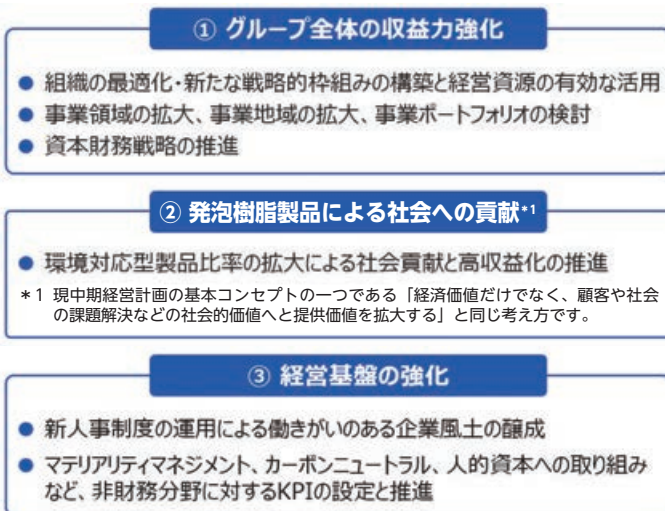 ① グループ全体の収益力強化
● 組織の最適化・新たな戦略的枠組みの構築と経営資源の有効な活用
● 事業領域の拡大、事業地域の拡大、事業ポートフォリオの検討
● 資本財務戦略の推進
② 発泡樹脂製品による社会への貢献*1
● 環境対応型製品比率の拡大による社会貢献と高収益化の推進
*1 現中期経営計画の基本コンセプトの一つである「経済価値だけでなく、顧客や社会
の課題解決などの社会的価値へと提供価値を拡大する」と同じ考え方です。
③ 経営基盤の強化
● 新人事制度の運用による働きがいのある企業風土の醸成
● マテリアリティマネジメント、カーボンニュートラル、人的資本への取り組み
など、非財務分野に対するKPIの設定と推進